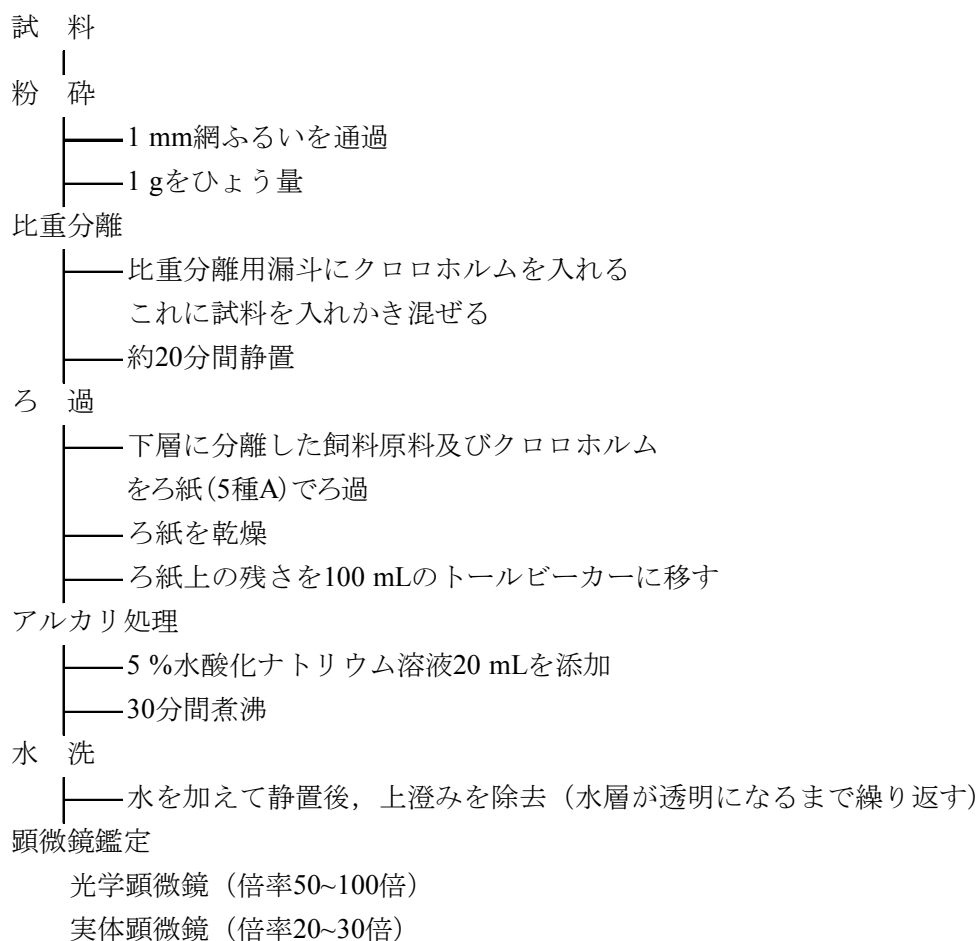 試　料
粉　砕
1 mm網ふるいを通過
1 gをひょう量
比重分離
比重分離用漏斗にクロロホルムを入れる
これに試料を入れかき混ぜる
約20分間静置
ろ　過
下層に分離した飼料原料及びクロロホルム
をろ紙(5種A)でろ過
ろ紙を乾燥
ろ紙上の残さを100 mLのトールビーカーに移す
アルカリ処理
5 %水酸化ナトリウム溶液20 mLを添加
30分間煮沸
水　洗
水を加えて静置後，上澄みを除去（水層が透明になるまで繰り返す）
顕微鏡鑑定
光学顕微鏡（倍率50~100倍）
実体顕微鏡（倍率20~30倍）